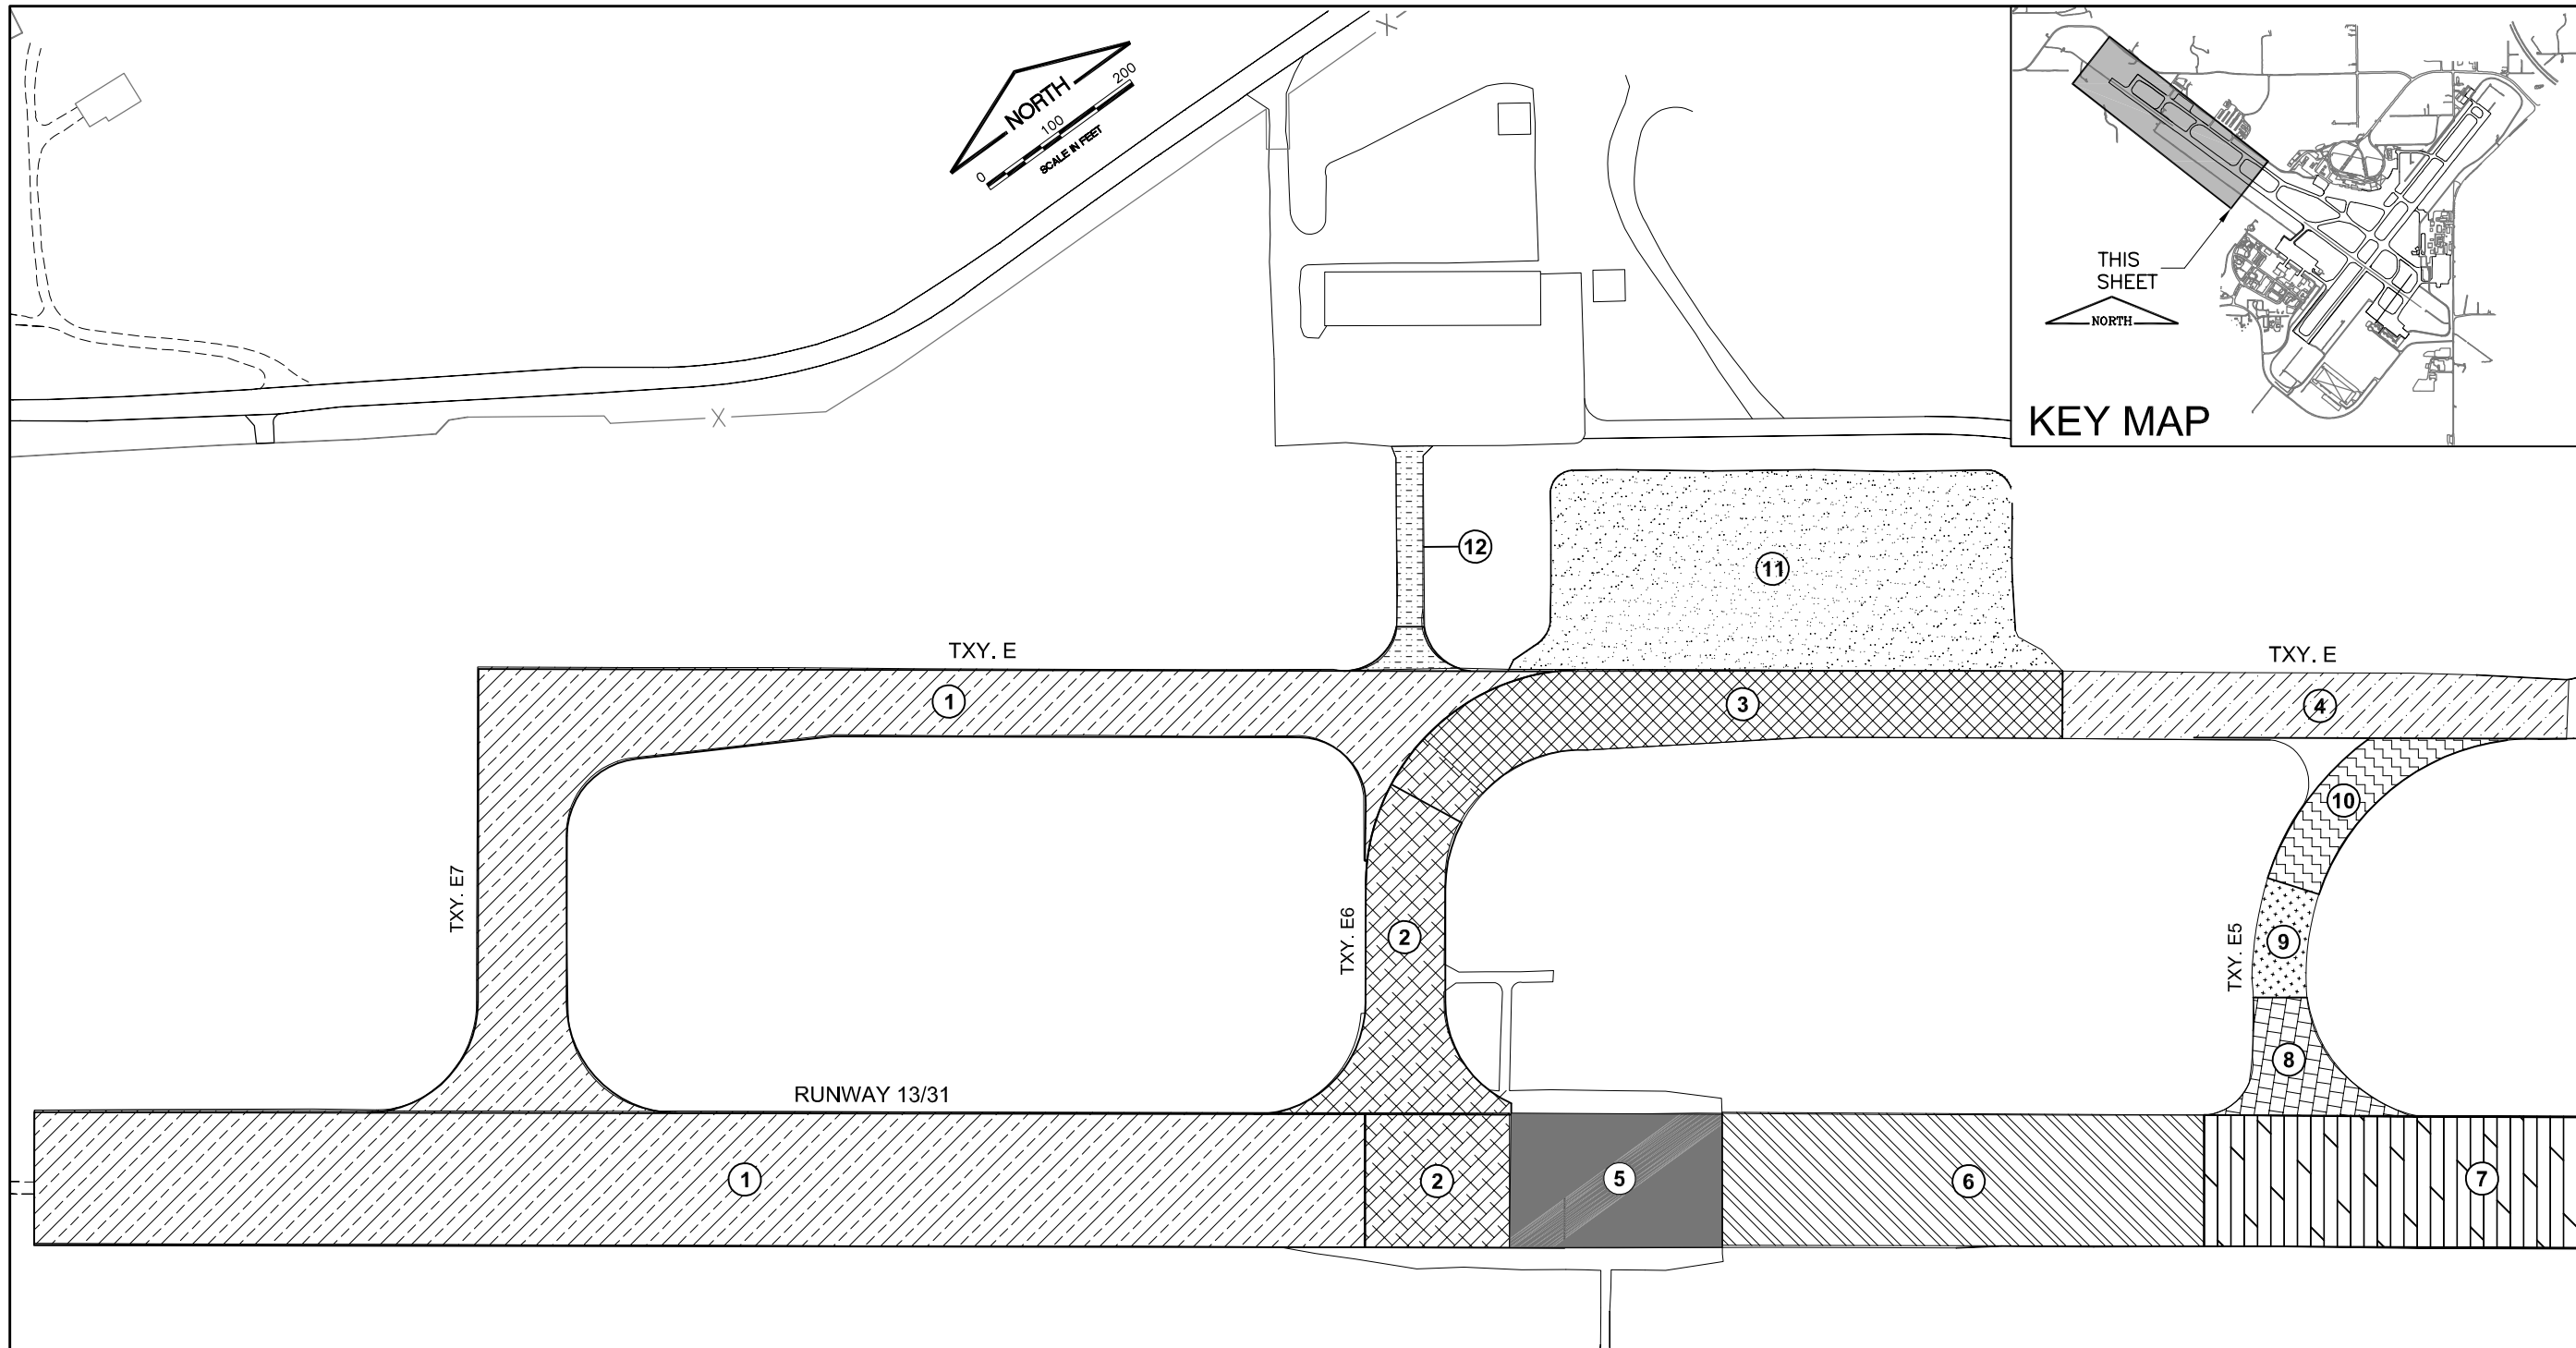 NORTH
0
100
200
SCALE IN FEET
THIS
SHEET
NORTH
KEY MAP
12
11
TXY. E
TXY. E
1
3
4
10
TXY. E7
TXY. E6
2
TXY. E5
9
8
RUNWAY 13/31
1
2
5
6
7
X
X